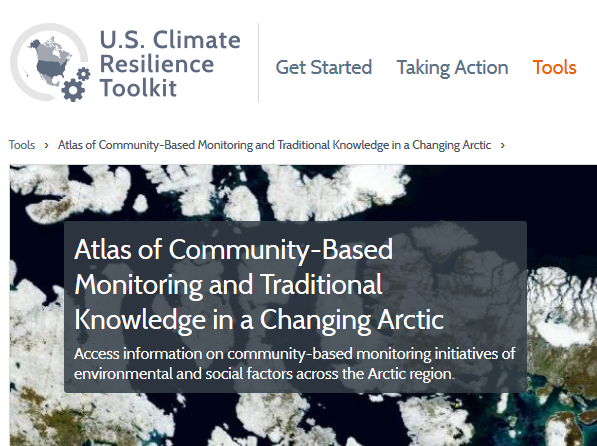 U.S. Climate
Resilience
Toolkit
Get Started Taking Action Tools
Tools › Atlas of Community-Based Monitoring and Traditional Knowledge in a Changing Arctic ›
Atlas of Community-Based
Monitoring and Traditional
Knowledge in a Changing Arctic
Access information on community-based monitoring initiatives of
environmental and social factors across the Arctic region.